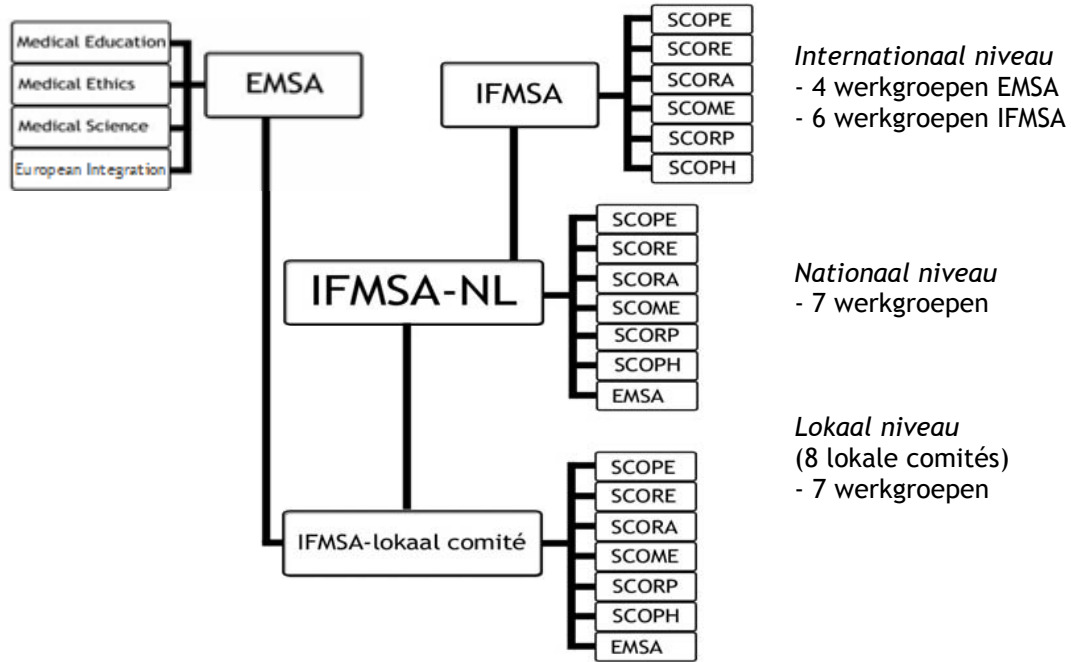 Medical Education
Medical Ethics
Medical Science
European Integration
EMSA
IFMSA
SCOPE
SCORE
SCORA
SCOME
SCORP
SCOPH
Internationaal niveau
- 4 werkgroepen EMSA
- 6 werkgroepen IFMSA
IFMSA-NL
SCOPE
SCORE
SCORA
SCOME
SCORP
SCOPH
EMSA
Nationaal niveau
- 7 werkgroepen
IFMSA-lokaal comité
SCOPE
SCORE
SCORA
SCOME
SCORP
SCOPH
EMSA
Lokaal niveau
(8 lokale comités)
- 7 werkgroepen